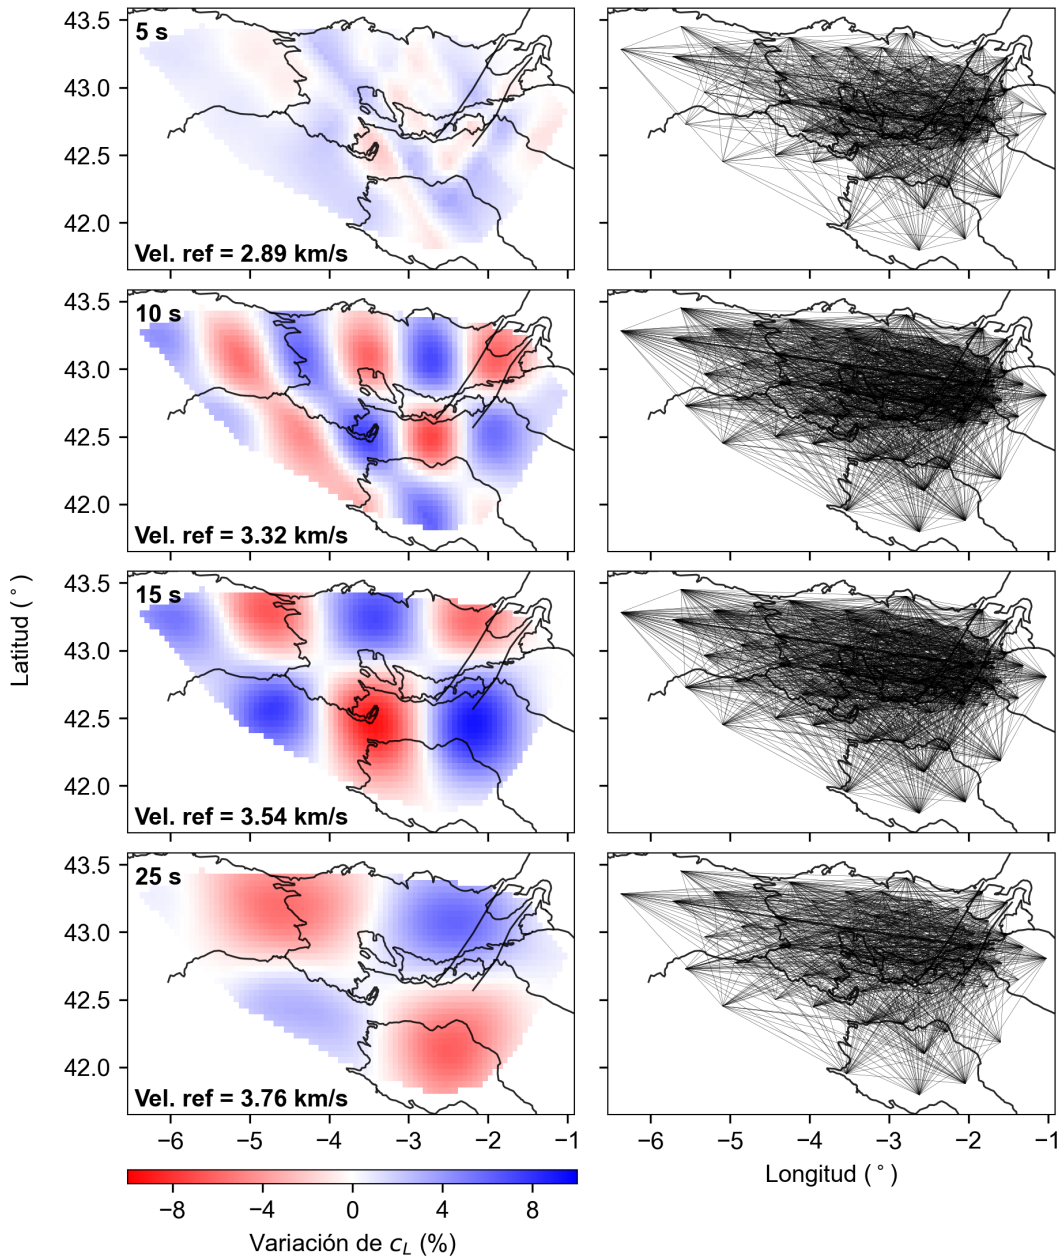 43.5
43.0
42.5
42.0
5 s
Vel. ref = 2.89 km/s
43.5
43.0
42.5
42.0
10 s
Vel. ref = 3.32 km/s
Latitud (°)
43.5
43.0
42.5
42.0
15 s
Vel. ref = 3.54 km/s
43.5
43.0
42.5
42.0
25 s
Vel. ref = 3.76 km/s
−6 −5 −4 −3 −2 −1
−6 −5 −4 −3 −2 −1
Longitud (°)
−8 −4 0 4 8
Variación de c_L (%)